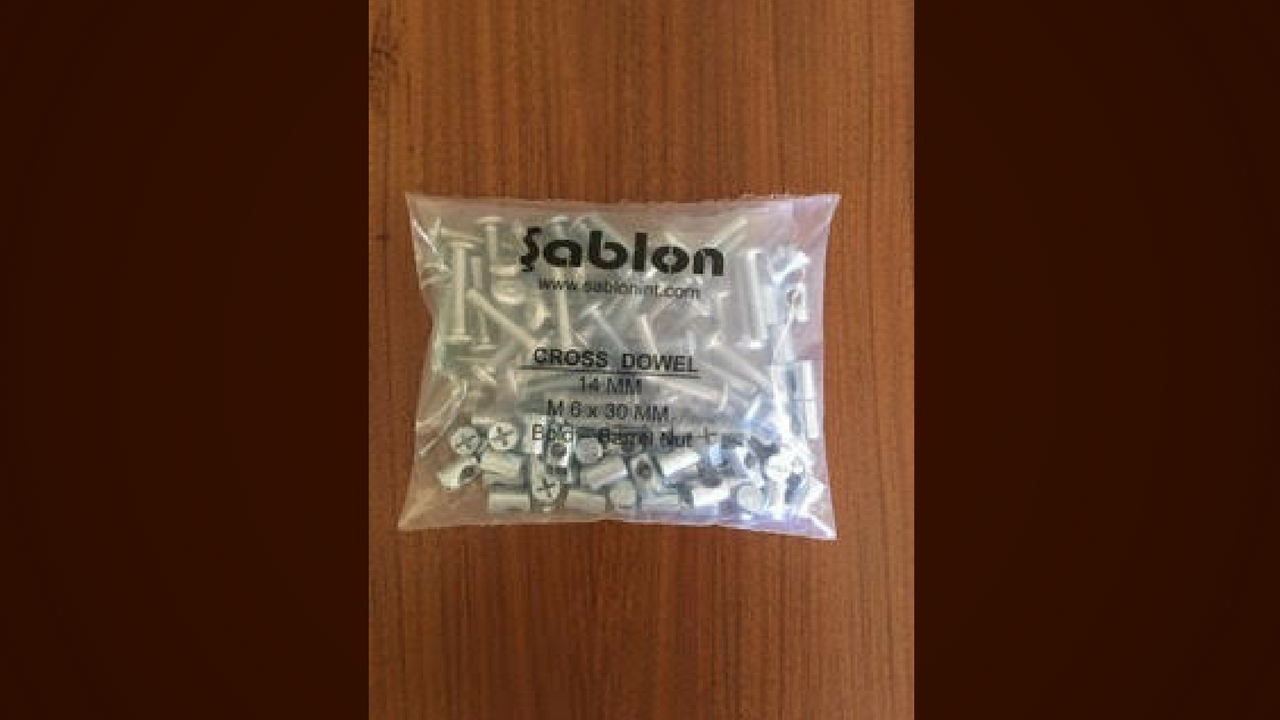 Şablon
www.sablonint.com
CROSS DOWEL
14 MM
M 6 x 30 MM
Barrel Nut